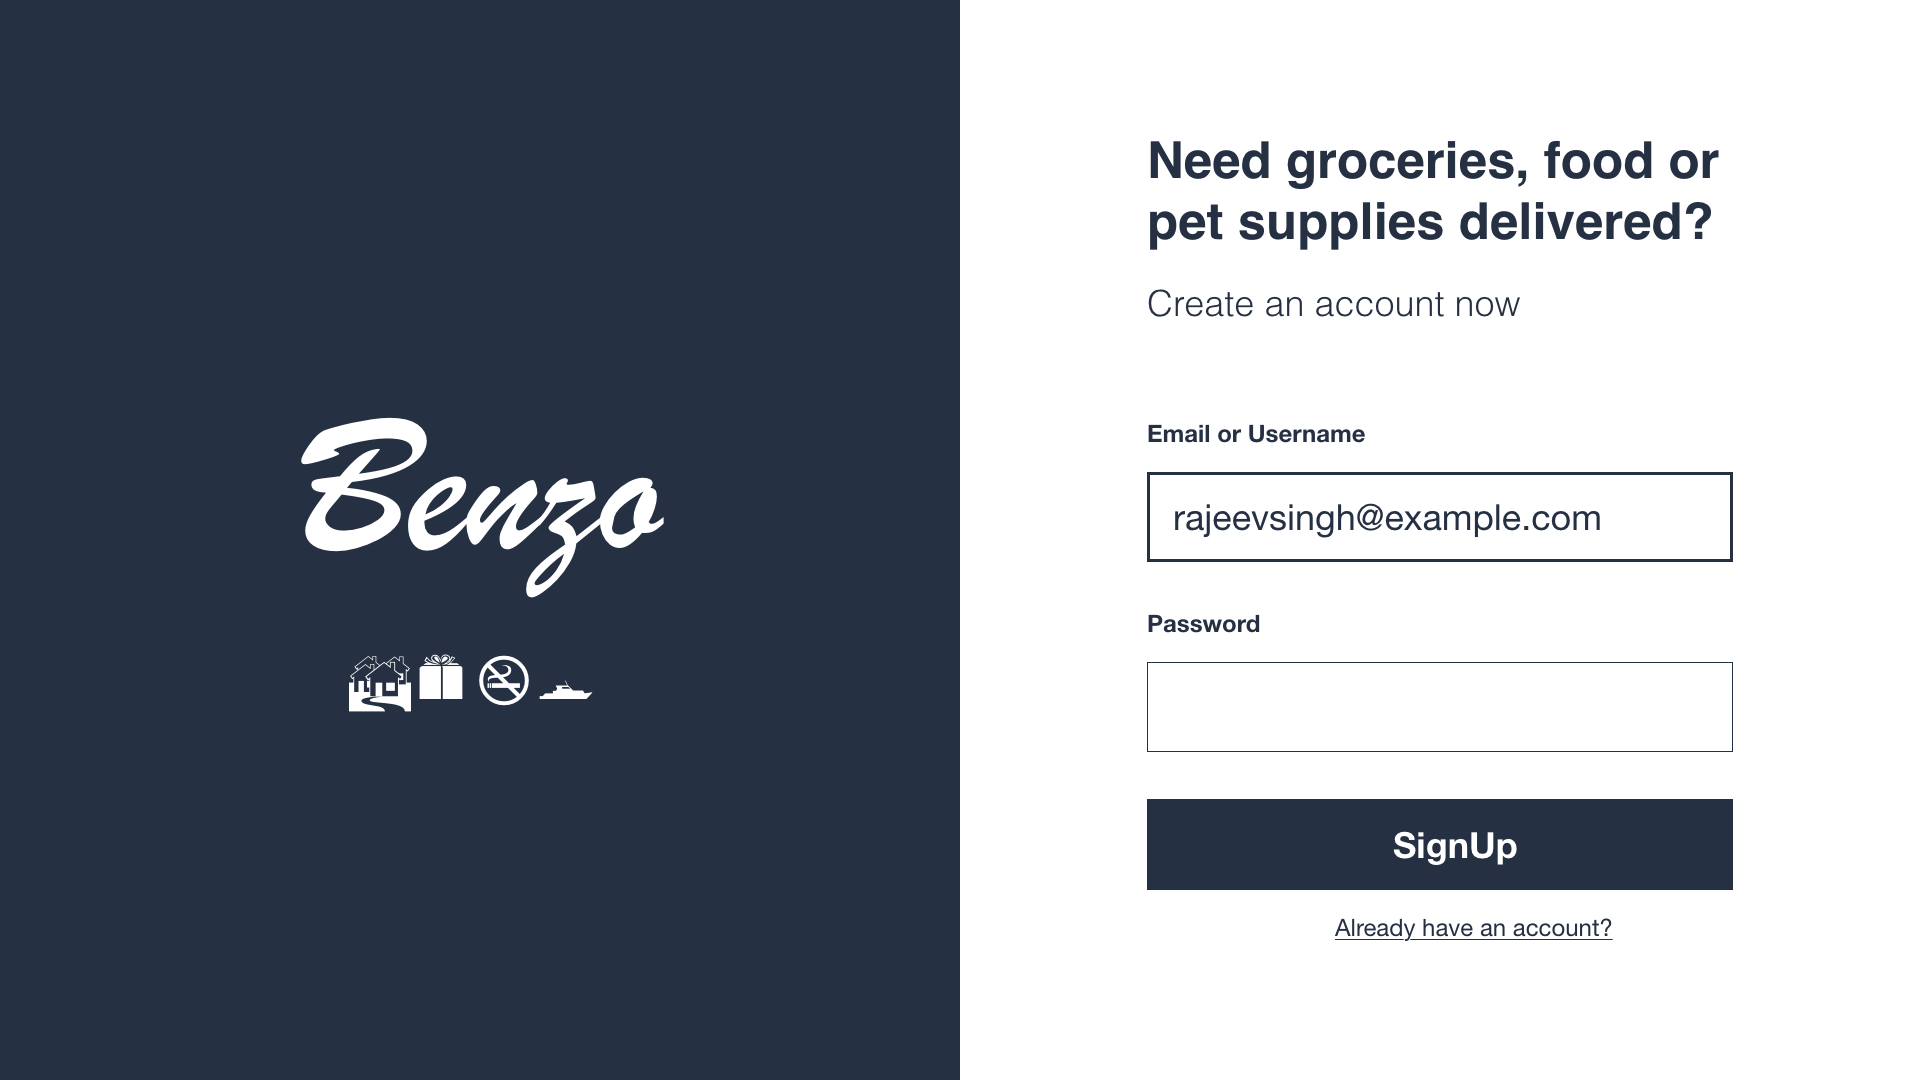 Benzo
Need groceries, food or
pet supplies delivered?
Create an account now
Email or Username
rajeevsingh@example.com
Password
SignUp
Already have an account?